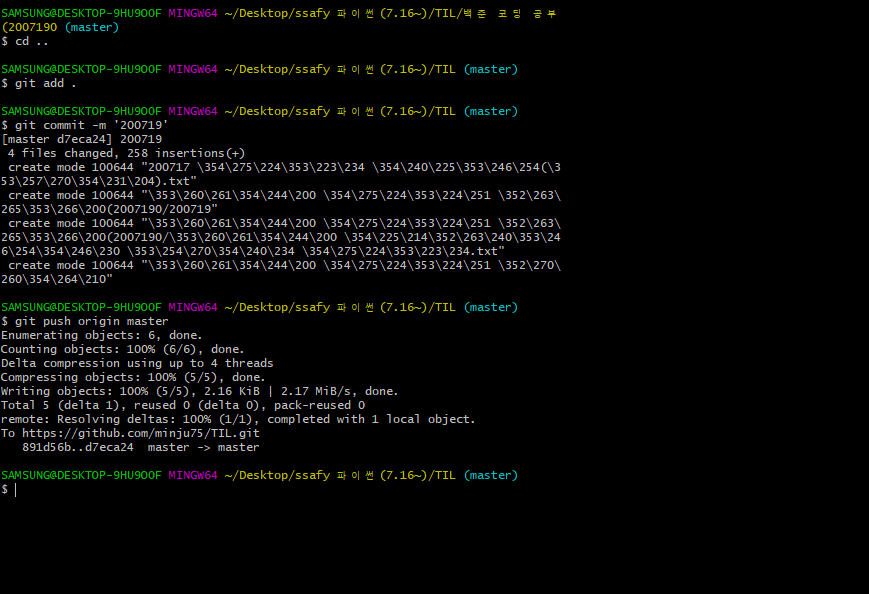 SAMSUNG@DESKTOP-9HU9OOF MINGW64 ~/Desktop/ssafy 파이썬(7.16~)/TIL/백준 코딩 공부
(2007190 (master)
$ cd ..
SAMSUNG@DESKTOP-9HU9OOF MINGW64 ~/Desktop/ssafy 파이썬(7.16~)/TIL (master)
$ git add .
SAMSUNG@DESKTOP-9HU9OOF MINGW64 ~/Desktop/ssafy 파이썬(7.16~)/TIL (master)
$ git commit -m '200719'
[master d7eca24] 200719
 4 files changed, 258 insertions(+)
 create mode 100644 "200717 \354\275\224\353\223\234 \354\240\225\353\246\254(\3
53\257\270\354\231\204).txt"
 create mode 100644 "\353\260\261\354\244\200 \354\275\224\353\224\251 \352\263\
265\353\266\200(2007190/200719"
 create mode 100644 "\353\260\261\354\244\200 \354\275\224\353\224\251 \352\263\
265\353\266\200(2007190/\353\260\261\354\244\200 \354\225\214\352\263\240\353\24
6\254\354\246\230 \353\254\270\354\240\234 \354\275\224\353\223\234.txt"
 create mode 100644 "\353\260\261\354\244\200 \354\275\224\353\224\251 \352\270\
260\354\264\210"
SAMSUNG@DESKTOP-9HU9OOF MINGW64 ~/Desktop/ssafy 파이썬(7.16~)/TIL (master)
$ git push origin master
Enumerating objects: 6, done.
Counting objects: 100% (6/6), done.
Delta compression using up to 4 threads
Compressing objects: 100% (5/5), done.
Writing objects: 100% (5/5), 2.16 KiB | 2.17 MiB/s, done.
Total 5 (delta 1), reused 0 (delta 0), pack-reused 0
remote: Resolving deltas: 100% (1/1), completed with 1 local object.
To https://github.com/minju75/TIL.git
   891d56b..d7eca24  master -> master
SAMSUNG@DESKTOP-9HU9OOF MINGW64 ~/Desktop/ssafy 파이썬(7.16~)/TIL (master)
$